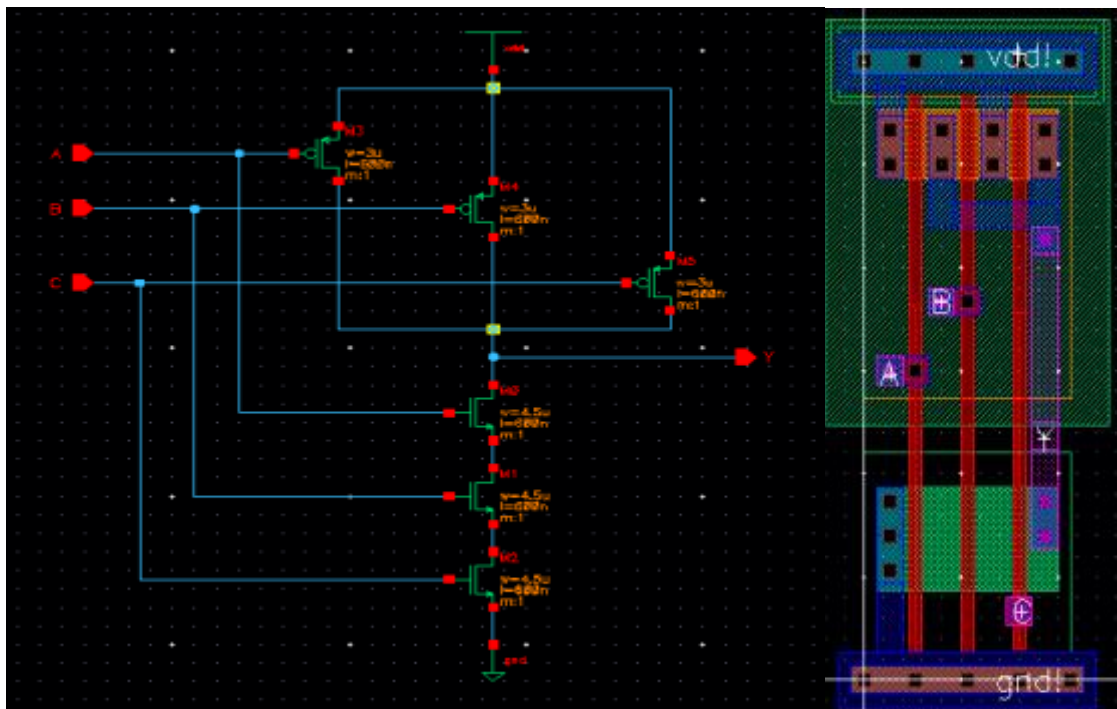 vdd
M3
w=3u
l=600n
m:1
A
M4
w=3u
l=600n
m:1
B
M5
w=3u
l=600n
m:1
C
Y
M0
w=4.5u
l=600n
m:1
M1
w=4.5u
l=600n
m:1
M2
w=4.5u
l=600n
m:1
gnd
vdd!
B
A
Y
C
gnd!